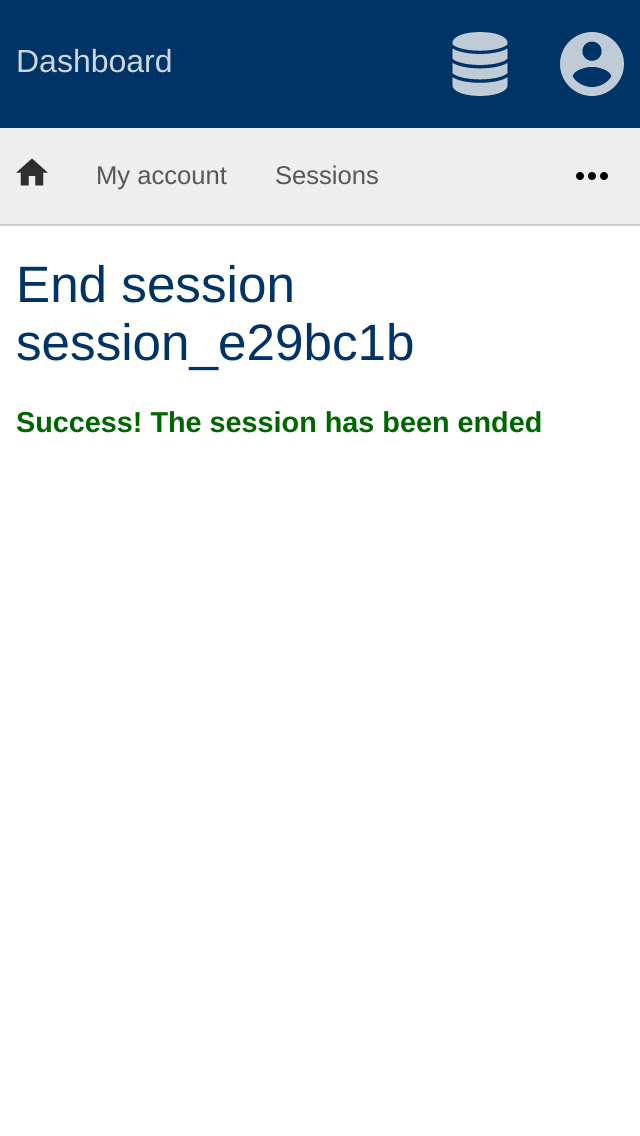 Dashboard
My account Sessions
End session
session_e29bc1b
Success! The session has been ended